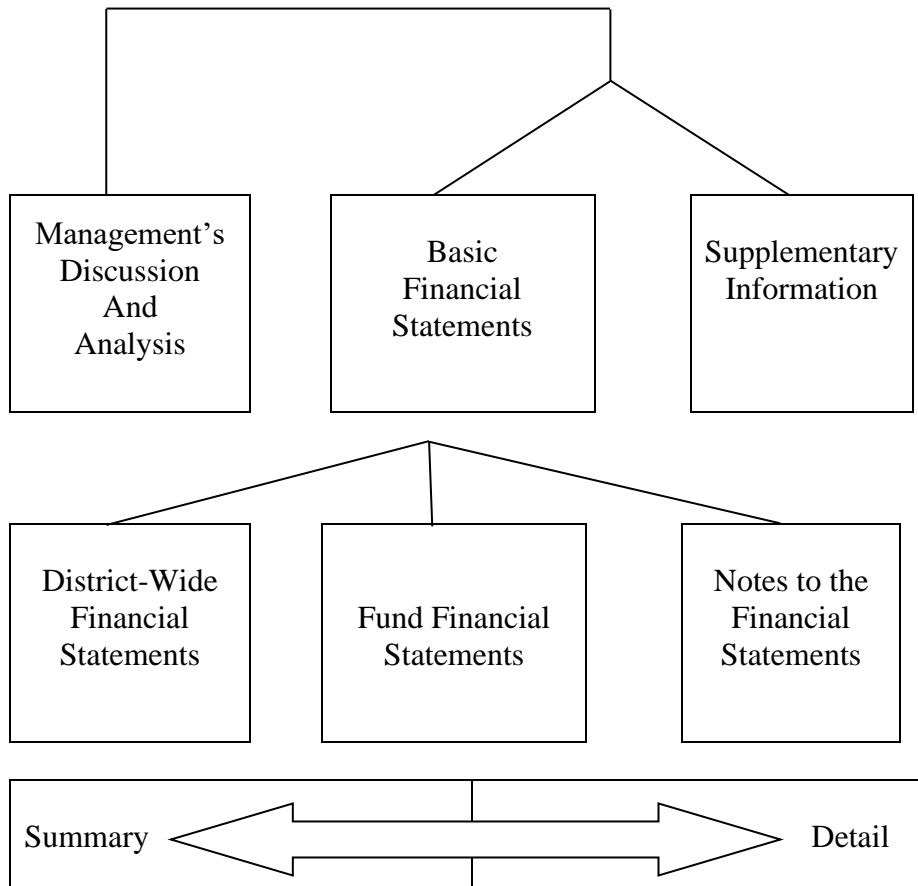 Management’s
Discussion
And
Analysis
Basic
Financial
Statements
Supplementary
Information
District-Wide
Financial
Statements
Fund Financial
Statements
Notes to the
Financial
Statements
Summary
Detail